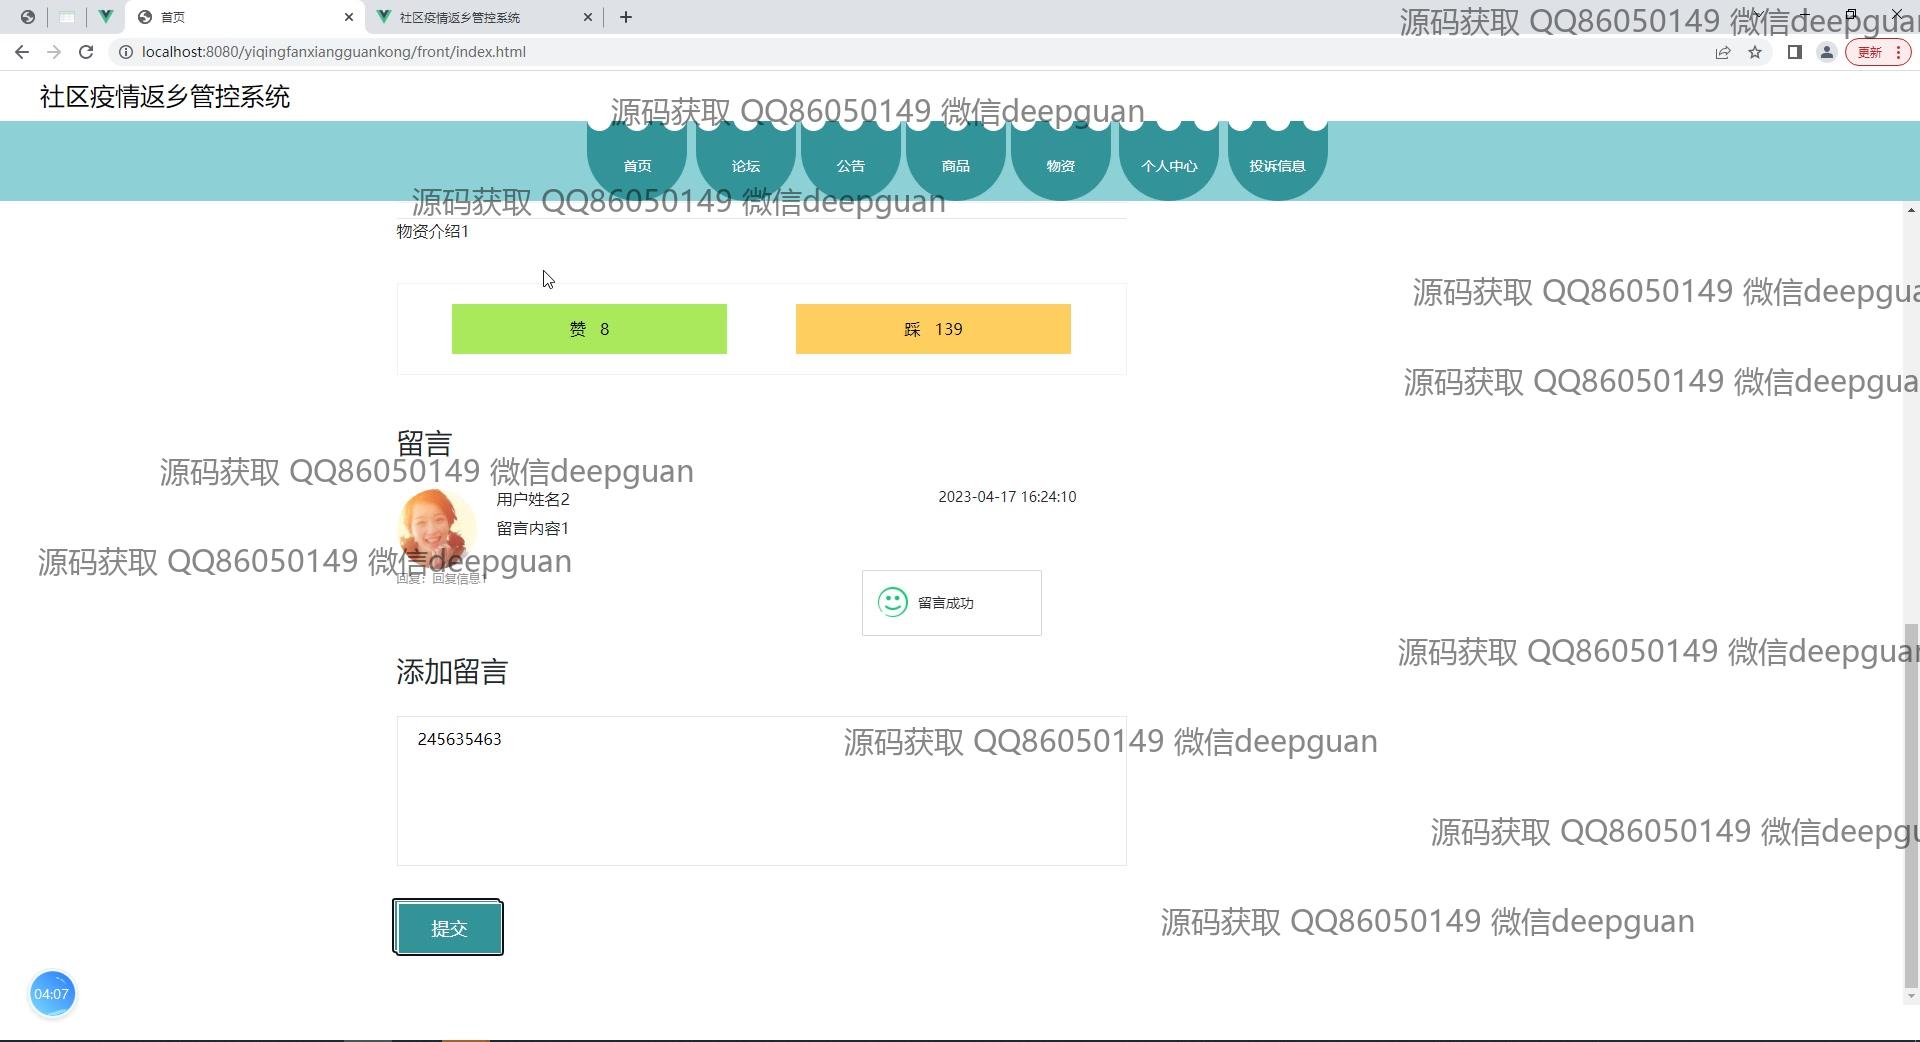 首页
社区疫情返乡管控系统
源码获取 QQ86050149 微信deepgua
localhost:8080/yiqingfanxiangguankong/front/index.html
更新
社区疫情返乡管控系统
源码获取 QQ86050149 微信deepguan
首页 论坛 公告 商品 物资 个人中心 投诉信息
源码获取 QQ86050149 微信deepguan
物资介绍1
源码获取 QQ86050149 微信deepgua
赞 8
踩 139
源码获取 QQ86050149 微信deepgua
留言
源码获取 QQ86050149 微信deepguan
用户姓名2
2023-04-17 16:24:10
留言内容1
源码获取 QQ86050149 微信deepguan
回复：回复信息1
留言成功
源码获取 QQ86050149 微信deepguan
添加留言
245635463
源码获取 QQ86050149 微信deepguan
源码获取 QQ86050149 微信deepgu
提交
源码获取 QQ86050149 微信deepguan
04:07